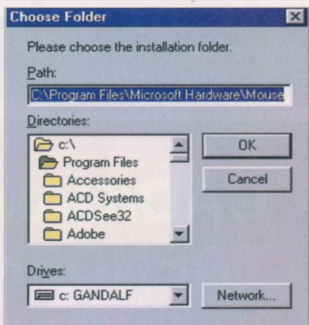 Choose Folder
Please choose the installation folder.
Path:
C:\Program Files\Microsoft Hardware\Mouse
Directories:
c:\
Program Files
Accessories
ACD Systems
ACDSee32
Adobe
OK
Cancel
Drives:
c: GANDALF
Network...